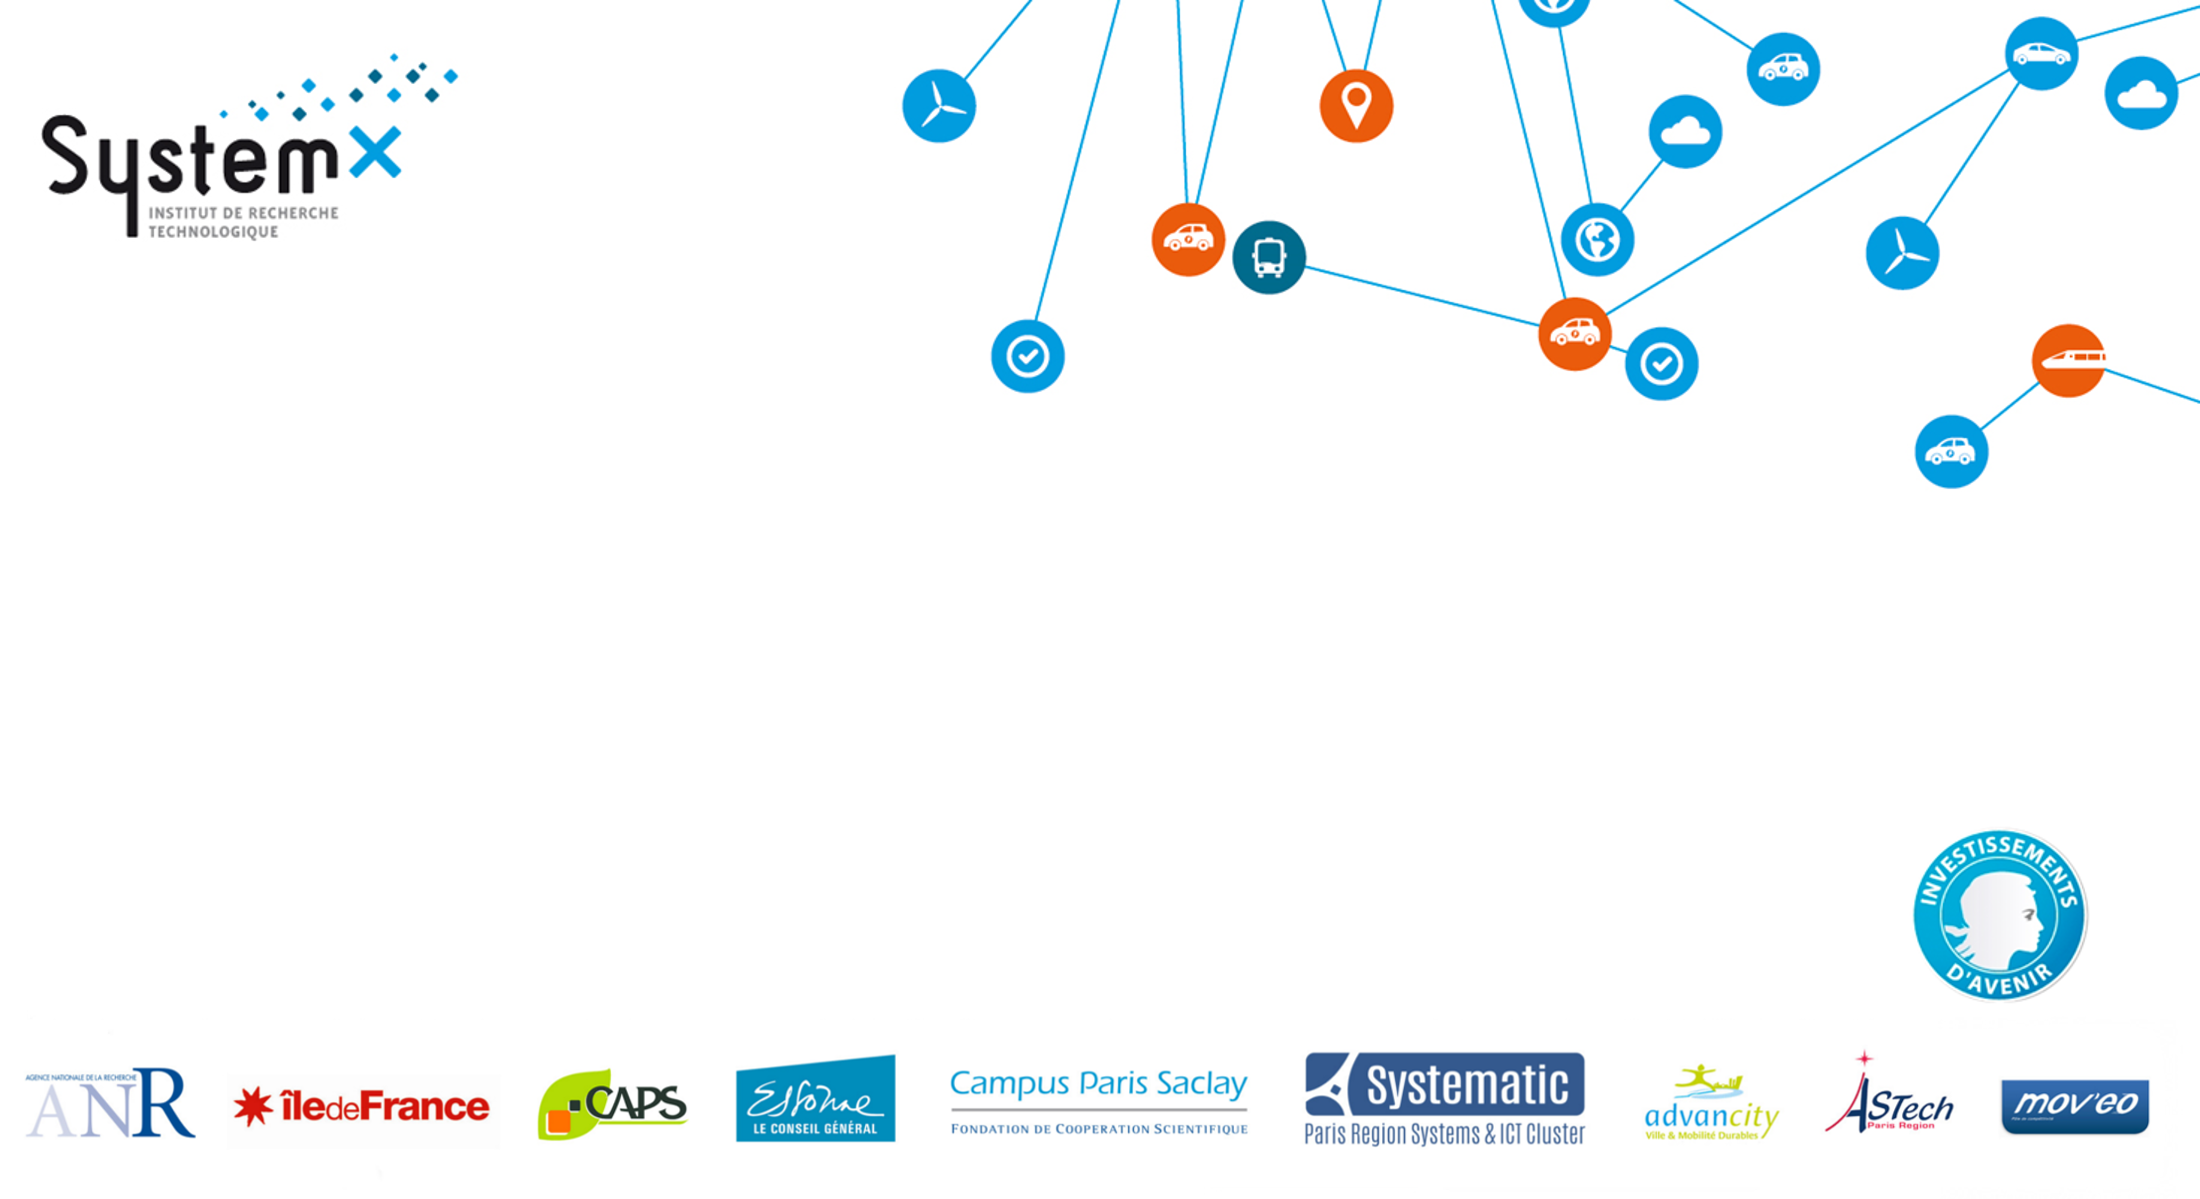 Systemx
INSTITUT DE RECHERCHE
TECHNOLOGIQUE
INVESTISSEMENTS
D'AVENIR
AGENCE NATIONALE DE LA RECHERCHE
ANR
îledeFrance
CAPS
Essonne
LE CONSEIL GÉNÉRAL
Campus Paris Saclay
FONDATION DE COOPERATION SCIENTIFIQUE
Systematic
Paris Region Systems & ICT Cluster
advancity
Ville & Mobilité Durables
ASTech
Paris Region
mov'eo